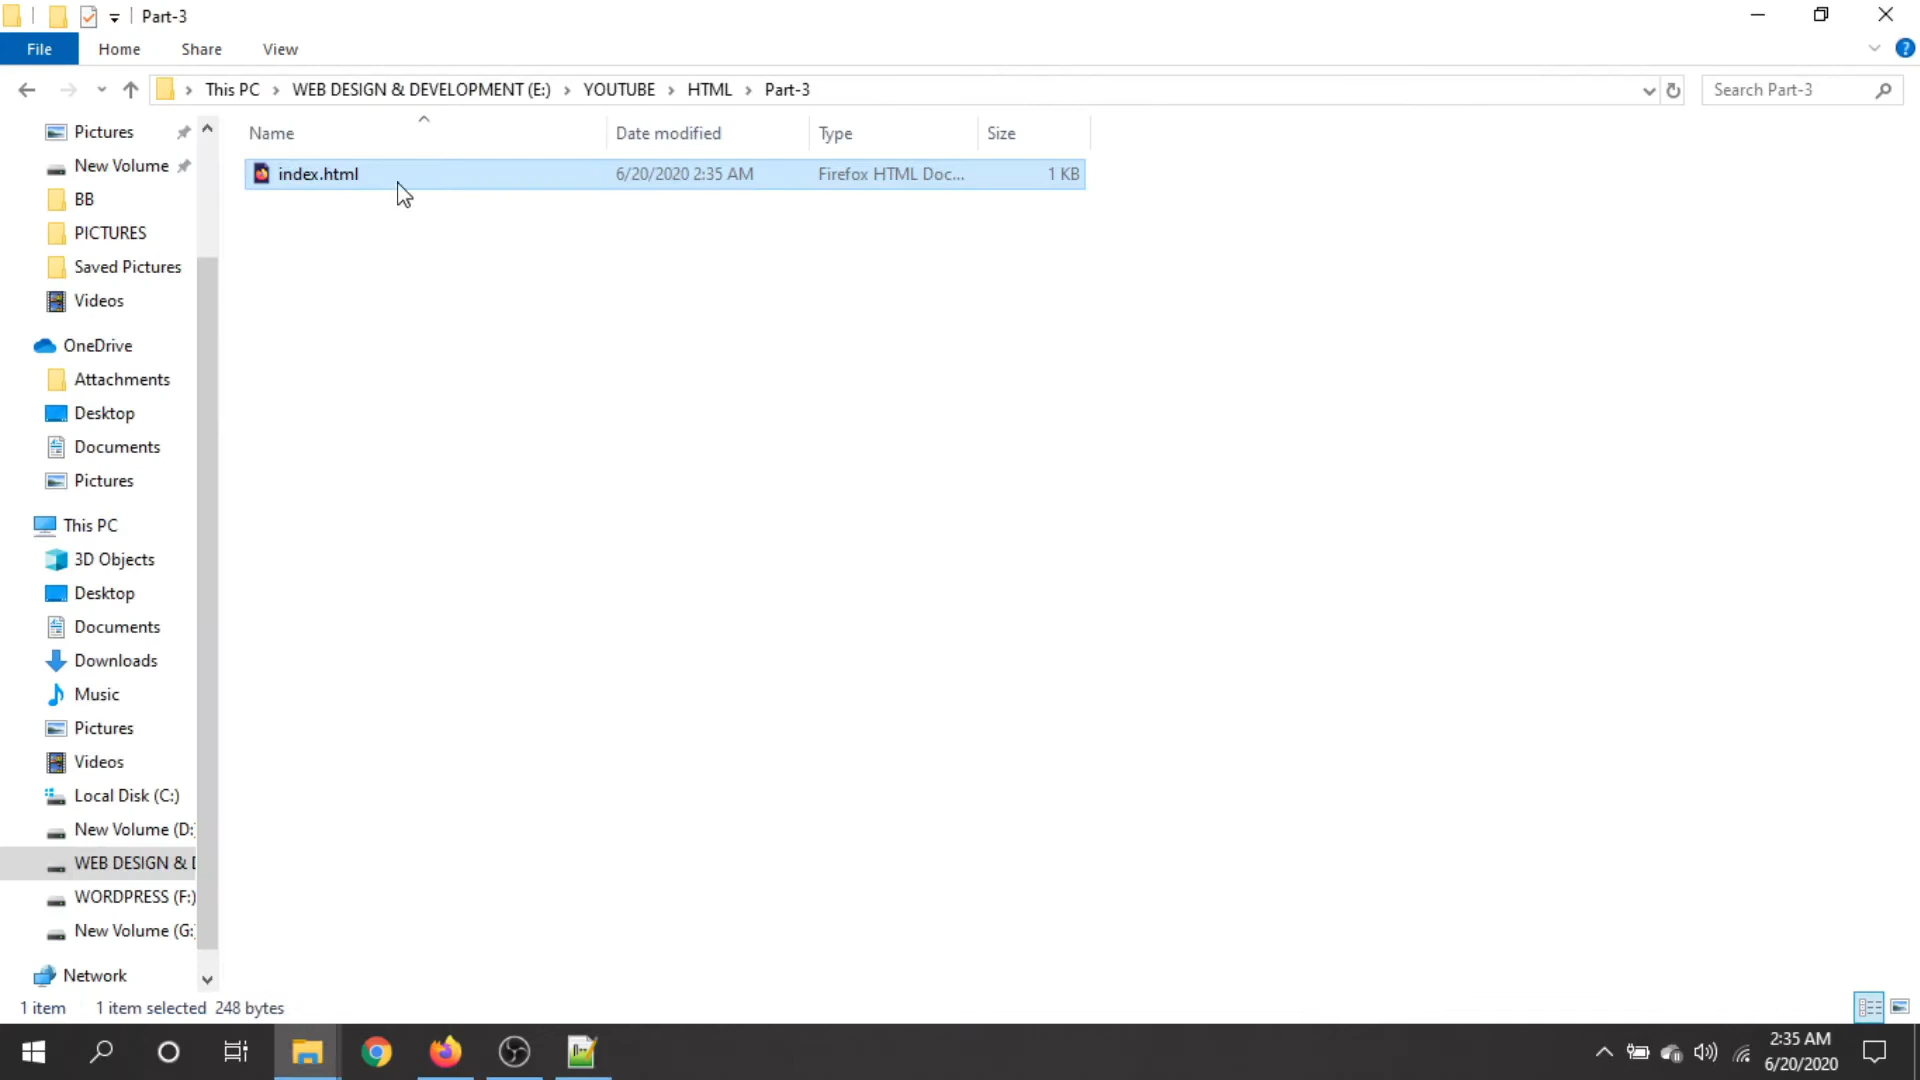 Part-3
File Home Share View
This PC WEB DESIGN & DEVELOPMENT (E:) YOUTUBE HTML Part-3
Search Part-3
Name Date modified Type Size
index.html 6/20/2020 2:35 AM Firefox HTML Doc... 1 KB
Pictures
New Volume
BB
PICTURES
Saved Pictures
Videos
OneDrive
Attachments
Desktop
Documents
Pictures
This PC
3D Objects
Desktop
Documents
Downloads
Music
Pictures
Videos
Local Disk (C:)
New Volume (D:
WEB DESIGN & D
WORDPRESS (F:)
New Volume (G:
Network
1 item 1 item selected 248 bytes
2:35 AM
6/20/2020